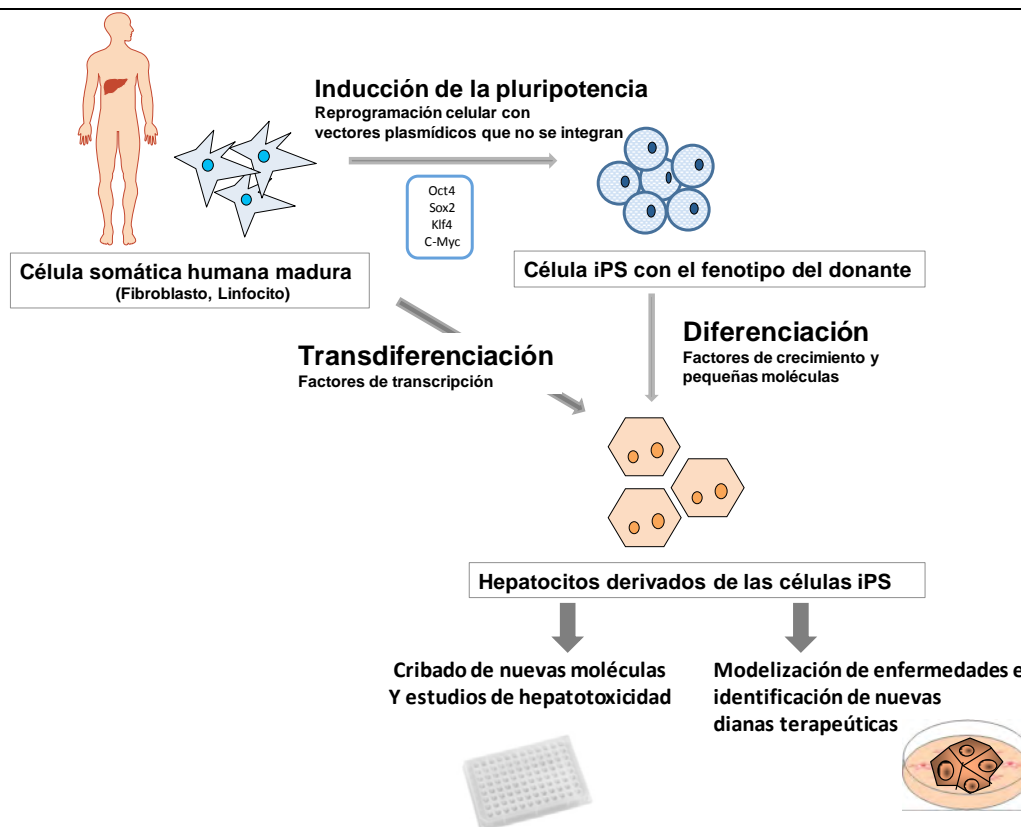 Inducción de la pluripotencia
Reprogramación celular con
vectores plasmídicos que no se integran
Oct4
Sox2
Klf4
C-Myc
Célula somática humana madura
(Fibroblasto, Linfocito)
Célula iPS con el fenotipo del donante
Transdiferenciación
Factores de transcripción
Diferenciación
Factores de crecimiento y
pequeñas moléculas
Hepatocitos derivados de las células iPS
Cribado de nuevas moléculas
Y estudios de hepatotoxicidad
Modelización de enfermedades e
identificación de nuevas
dianas terapeúticas